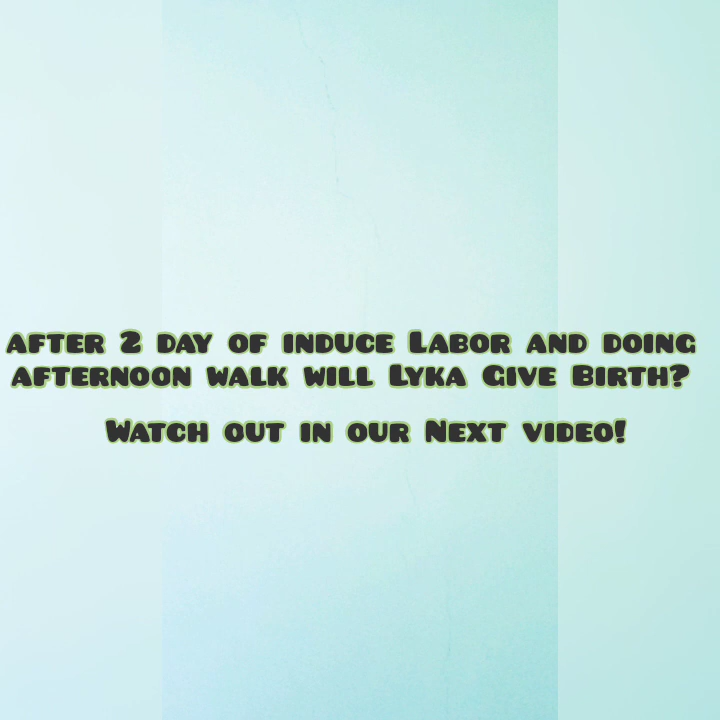 after 2 day of induce Labor and doing
afternoon walk will Lyka Give Birth?
Watch out in our Next video!